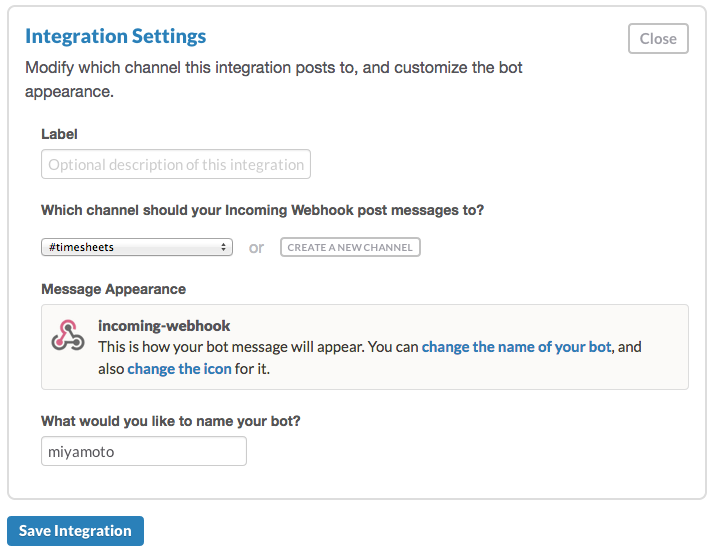 Integration Settings
Close
Modify which channel this integration posts to, and customize the bot
appearance.
Label
Optional description of this integration
Which channel should your Incoming Webhook post messages to?
#timesheets
or
CREATE A NEW CHANNEL
Message Appearance
incoming-webhook
This is how your bot message will appear. You can change the name of your bot, and
also change the icon for it.
What would you like to name your bot?
miyamoto
Save Integration